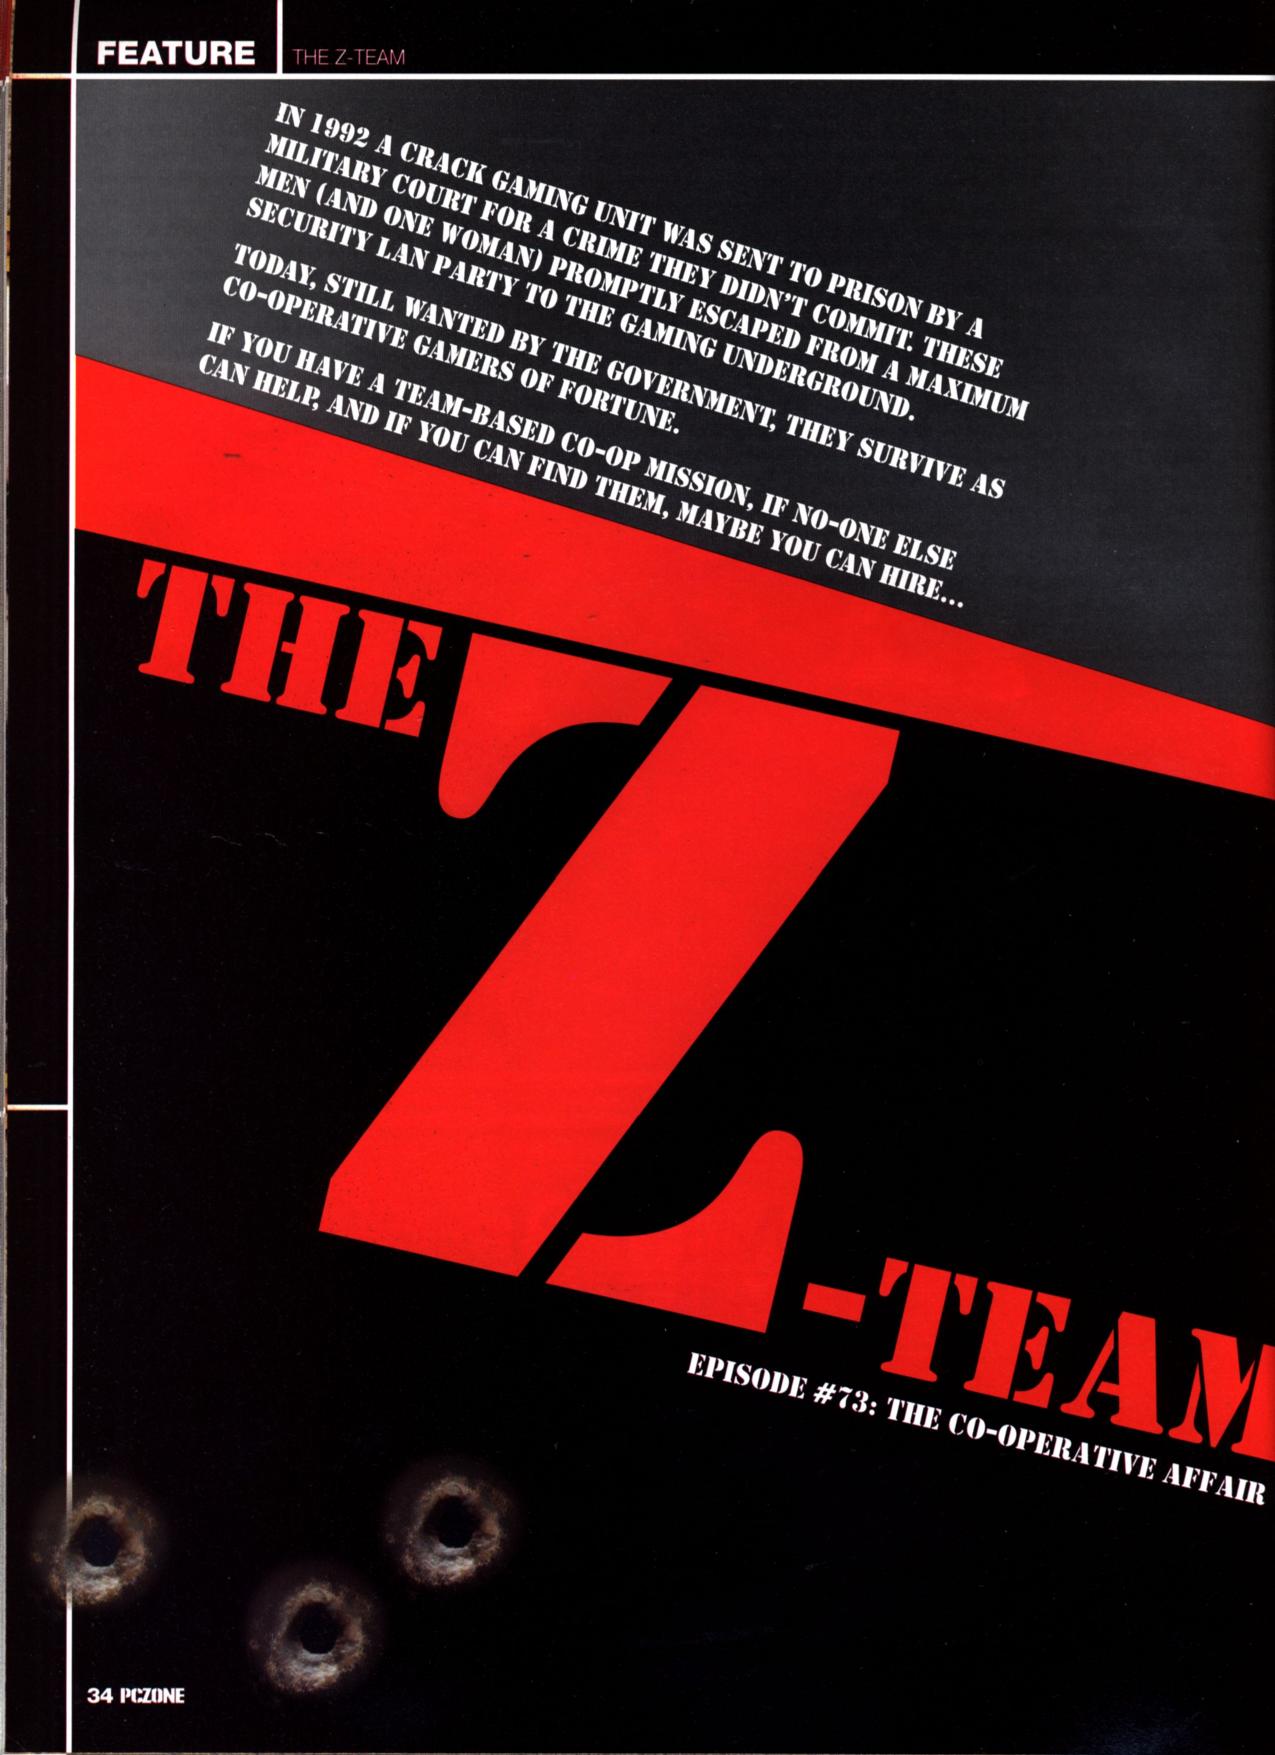 FEATURE
THE Z-TEAM
IN 1992 A CRACK GAMING UNIT WAS SENT TO PRISON BY A
MILITARY COURT FOR A CRIME THEY DIDN'T COMMIT. THESE
MEN (AND ONE WOMAN) PROMPTLY ESCAPED FROM A MAXIMUM
SECURITY LAN PARTY TO THE GAMING UNDERGROUND.
TODAY, STILL WANTED BY THE GOVERNMENT, THEY SURVIVE AS
CO-OPERATIVE GAMERS OF FORTUNE.
IF YOU HAVE A TEAM-BASED CO-OP MISSION, IF NO-ONE ELSE
CAN HELP, AND IF YOU CAN FIND THEM, MAYBE YOU CAN HIRE...
THE Z-TEAM
EPISODE #73: THE CO-OPERATIVE AFFAIR
34 PCZONE